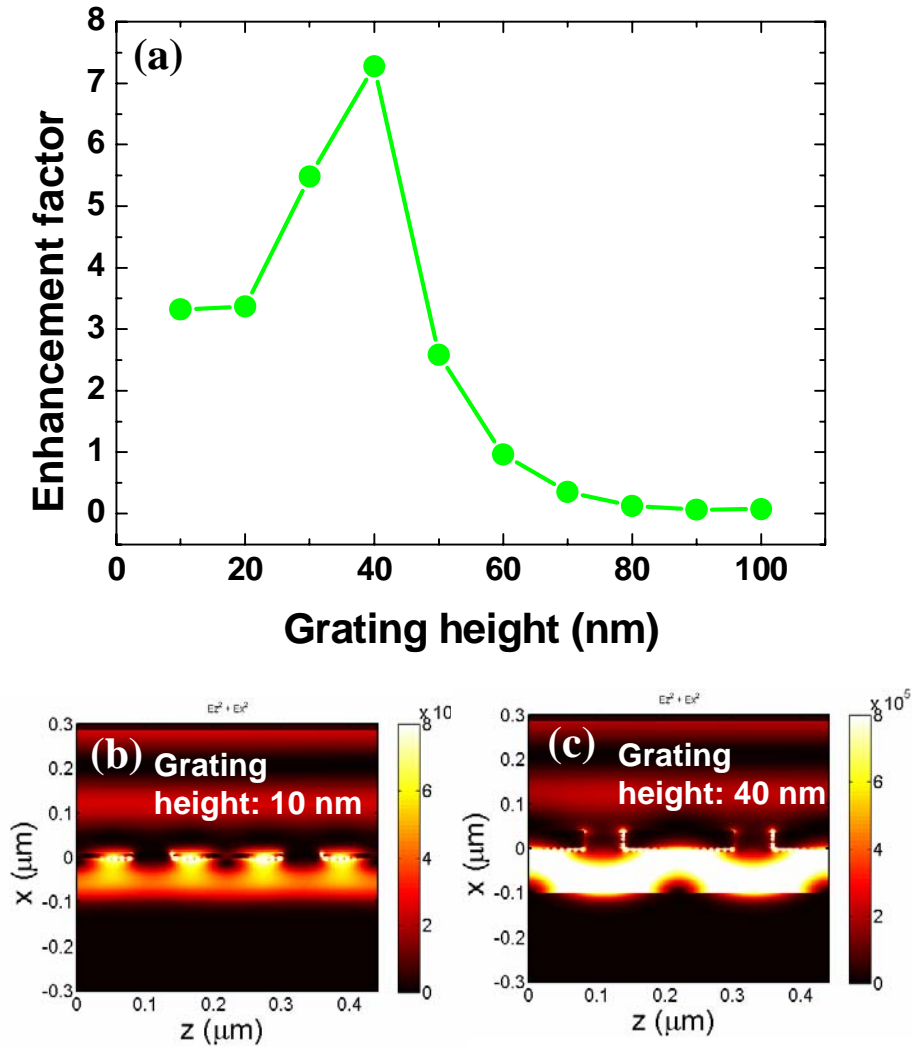 (a)
Enhancement factor
8
7
6
5
4
3
2
1
0
0 20 40 60 80 100
Grating height (nm)
Ez² + Ex²
x 10
(b)
Grating
height: 10 nm
x (μm)
0.3
0.2
0.1
0
-0.1
-0.2
-0.3
0 0.1 0.2 0.3 0.4
z (μm)
8
6
4
2
0
Ez² + Ex²
x 10⁵
(c)
Grating
height: 40 nm
x (μm)
0.3
0.2
0.1
0
-0.1
-0.2
-0.3
0 0.1 0.2 0.3 0.4
z (μm)
8
6
4
2
0